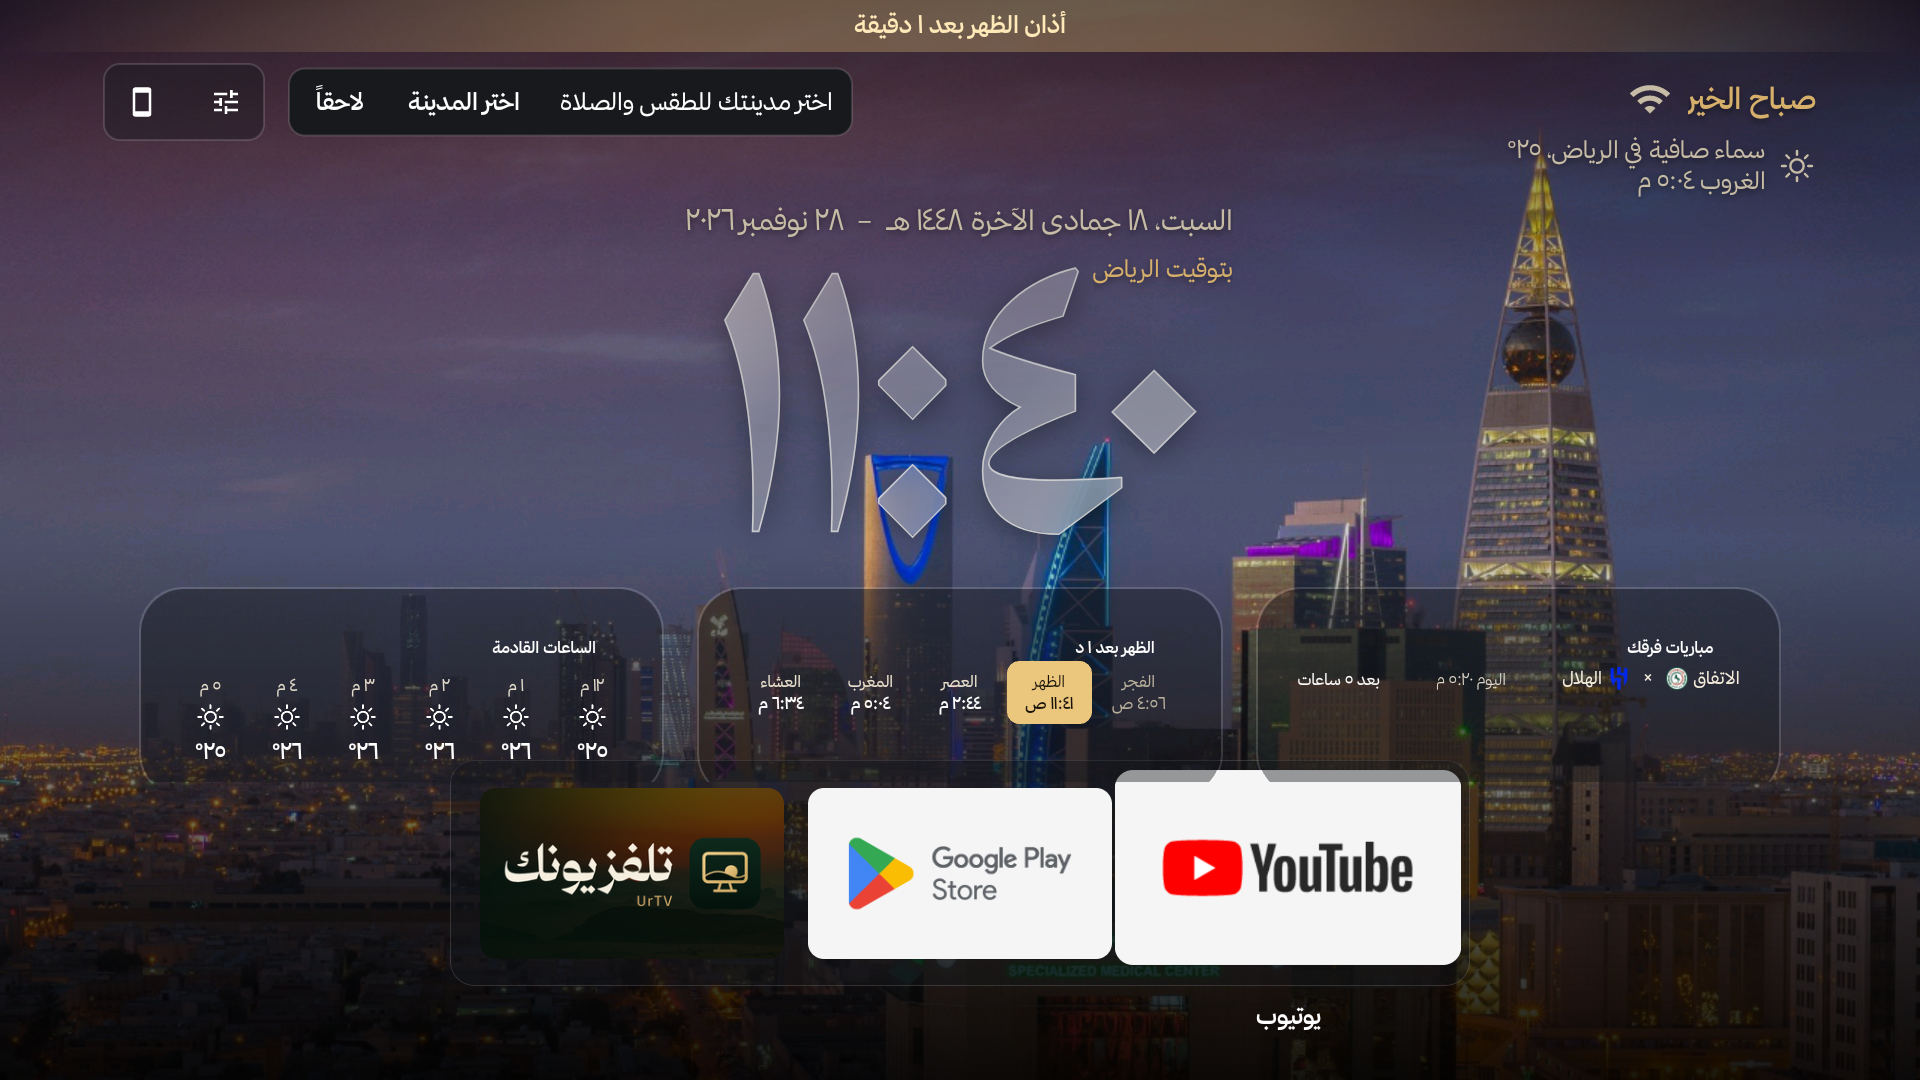 أذان الظهر بعد ١ دقيقة
صباح الخير
اختر مدينتك للطقس والصلاة
اختر المدينة
لاحقاً
سماء صافية في الرياض، ٢٥°
الغروب ٥:٠٤ م
السبت، ١٨ جمادى الآخرة ١٤٤٨ هـ – ٢٨ نوفمبر ٢٠٢٦
بتوقيت الرياض
١١:٤٠
مباريات فرقك
الاتفاق × الهلال اليوم ٥:٢٠ م بعد ٥ ساعات
الظهر بعد ١ د
الفجر الظهر العصر المغرب العشاء
٤:٥٦ ص ١١:٤١ ص ٢:٤٤ م ٥:٠٤ م ٦:٣٤ م
الساعات القادمة
١٢ م ١ م ٢ م ٣ م ٤ م ٥ م
٢٥° ٢٦° ٢٦° ٢٦° ٢٦° ٢٥°
YouTube
Google Play
Store
تلفزيونك
UrTV
SPECIALIZED MEDICAL CENTER
يوتيوب